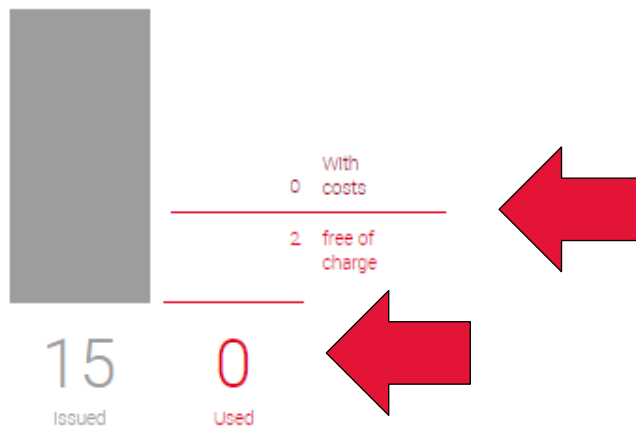 0 With
costs
2 free of
charge
15 0
Issued Used